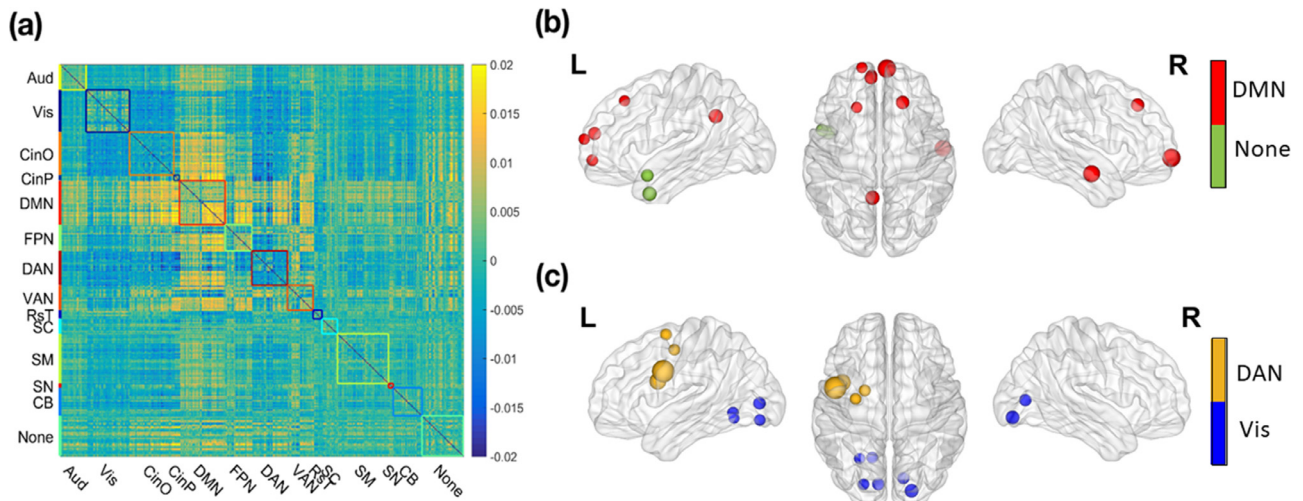 (a)
Aud
Vis
CinO
CinP
DMN
FPN
DAN
VAN
RsT
SC
SM
SN
CB
None
Aud
Vis
CinO
CinP
DMN
FPN
DAN
VAN
RsT
SC
SM
SN
CB
None
0.02
0.015
0.01
0.005
0
-0.005
-0.01
-0.015
-0.02
(b)
L
R
DMN
None
(c)
L
R
DAN
Vis